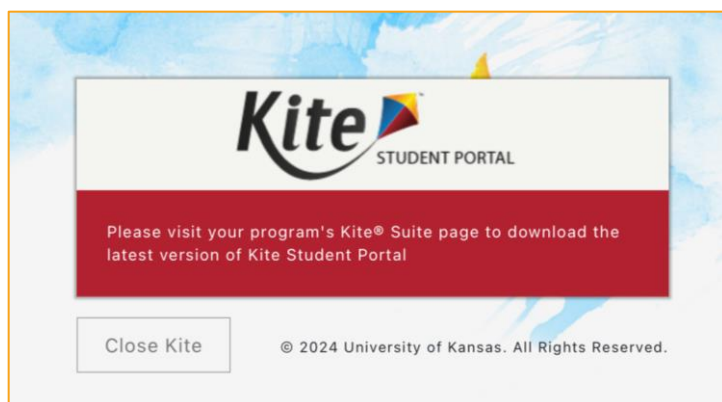 Kite™
STUDENT PORTAL
Please visit your program's Kite® Suite page to download the
latest version of Kite Student Portal
Close Kite
© 2024 University of Kansas. All Rights Reserved.